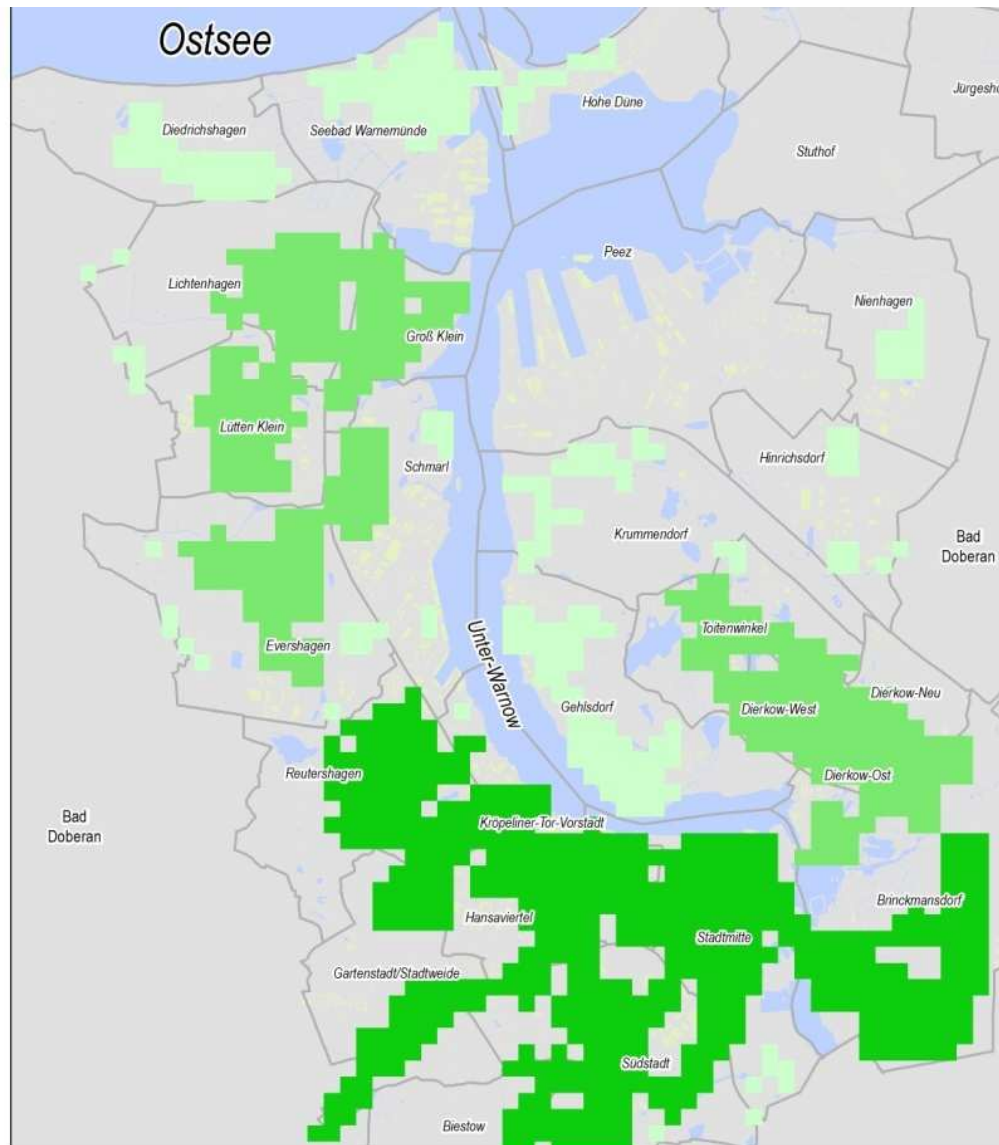 Ostsee
Jürgesho
Hohe Düne
Diedrichshagen
Seebad Warnemünde
Stuthof
Peez
Lichtenhagen
Nienhagen
Groß Klein
Lütten Klein
Hinrichsdorf
Schmarl
Krummendorf
Bad
Doberan
Toitenwinkel
Unter-Warnow
Evershagen
Dierkow-Neu
Gehlsdorf
Dierkow-West
Reutershagen
Dierkow-Ost
Bad
Doberan
Kröpeliner-Tor-Vorstadt
Brinckmansdorf
Hansaviertel
Stadtmitte
Gartenstadt/Stadtweide
Südstadt
Biestow